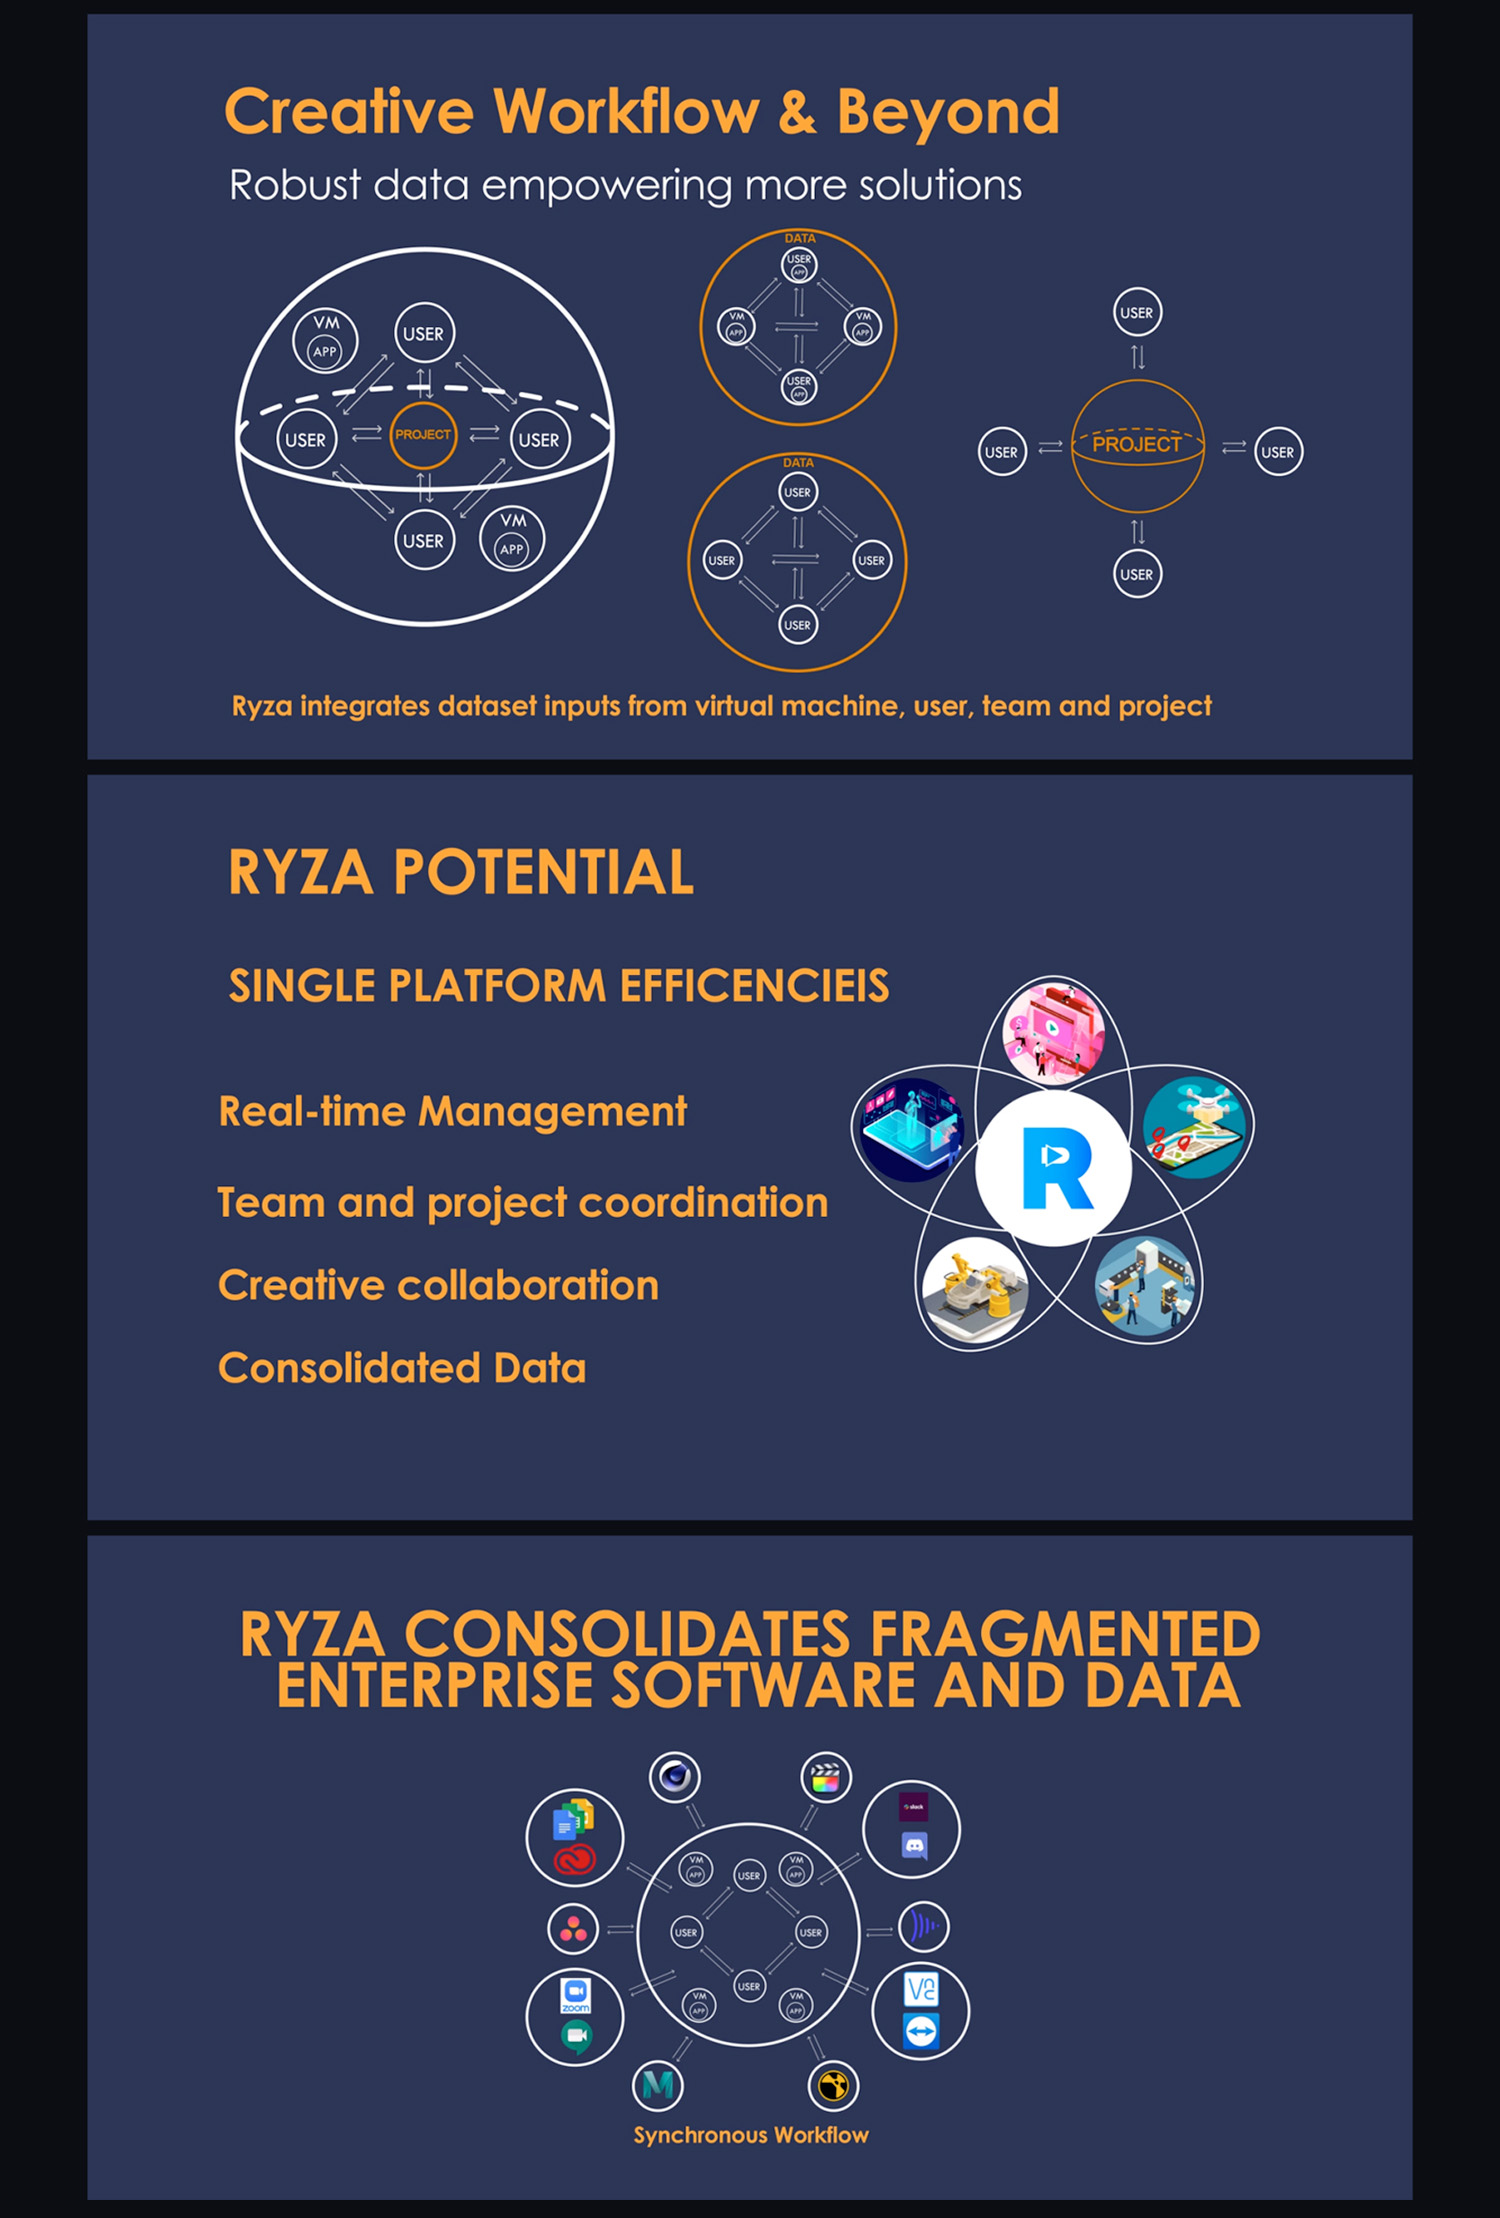 Creative Workflow & Beyond
Robust data empowering more solutions
VM
APP
USER
USER
PROJECT
USER
USER
VM
APP
DATA
USER
APP
VM
APP
VM
APP
USER
APP
DATA
USER
USER
USER
USER
USER
USER
PROJECT
USER
USER
Ryza integrates dataset inputs from virtual machine, user, team and project
RYZA POTENTIAL
SINGLE PLATFORM EFFICENCIEIS
Real-time Management
Team and project coordination
Creative collaboration
Consolidated Data
R
RYZA CONSOLIDATES FRAGMENTED
ENTERPRISE SOFTWARE AND DATA
slack
VM
APP
USER
VM
APP
USER
USER
zoom
USER
VM
APP
VM
APP
VNC
M
Synchronous Workflow